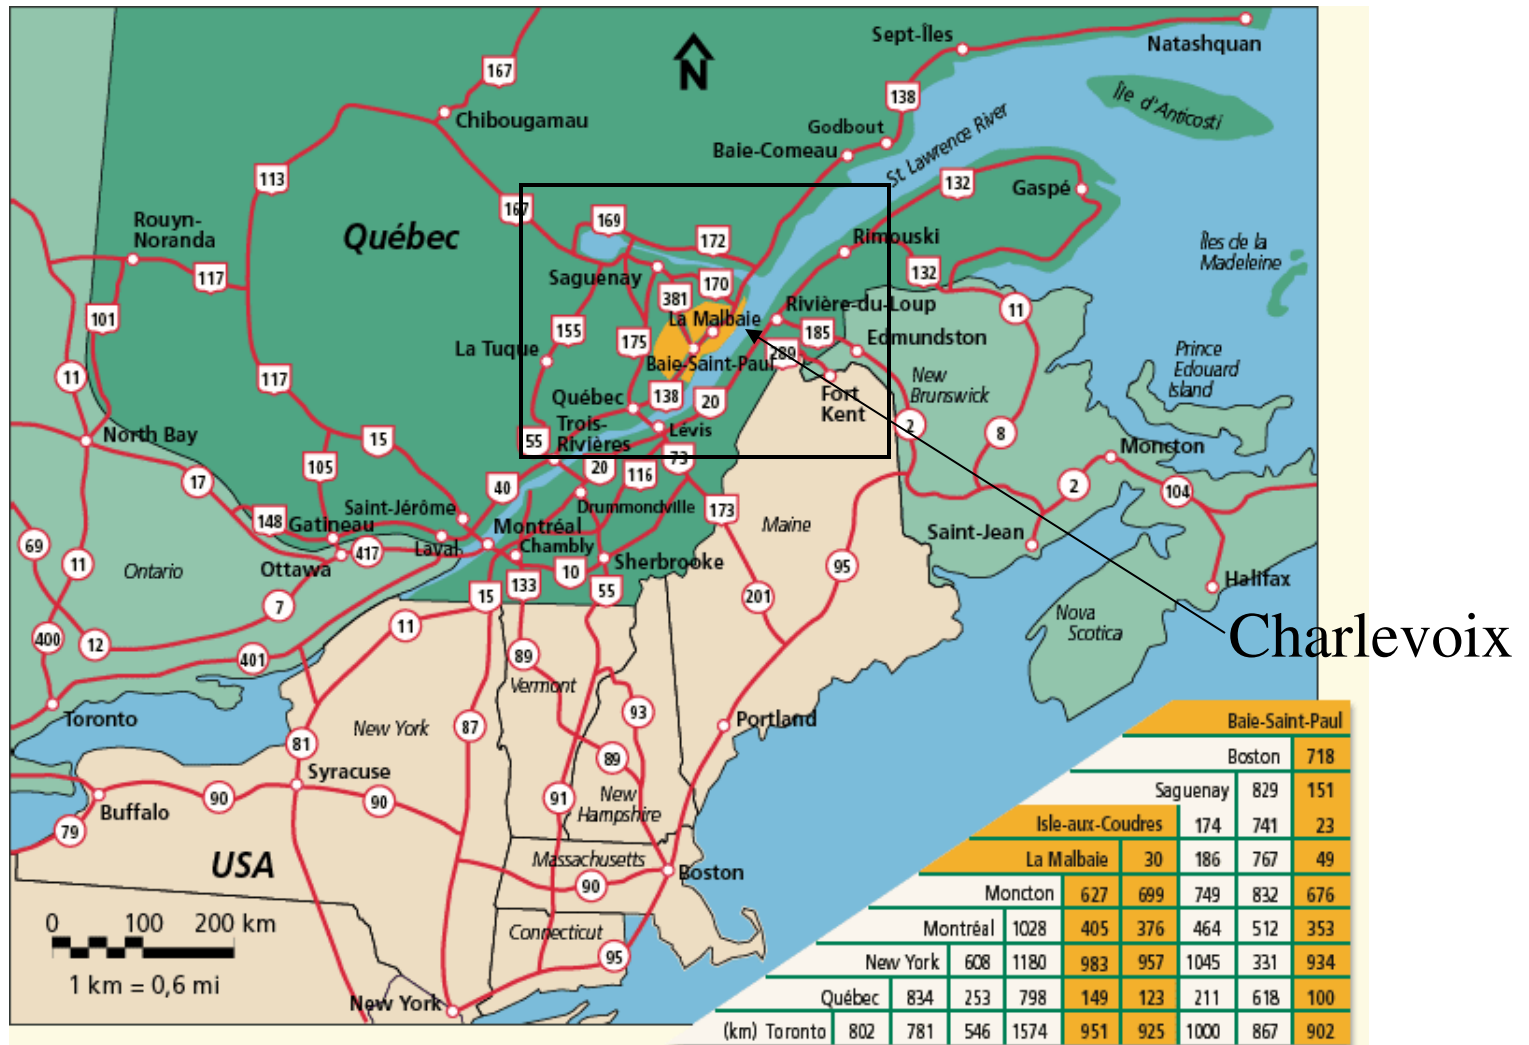 Sept-Îles
Natashquan
N
167
138
Île d'Anticosti
Chibougamau
Godbout
Baie-Comeau
St Lawrence River
113
132
Gaspé
167
Rouyn-
Noranda
169
Québec
172
Rimouski
Îles de la
Madeleine
117
Saguenay
170
132
381
Rivière-du-Loup
11
101
La Malbaie
155
175
185
Edmundston
La Tuque
289
Prince
Edouard
Island
Baie-Saint-Paul
11
117
New
Brunswick
Québec
138
20
Fort
Kent
Trois-
Rivières
Lévis
2
8
North Bay
15
55
Moncton
105
20
116
73
17
40
2
104
Saint-Jérôme
Drummondville
173
148
Gatineau
Montréal
Maine
Saint-Jean
69
417
Laval
Chambly
11
Ontario
Ottawa
10
Sherbrooke
95
133
15
55
Halifax
7
201
400
12
11
Nova
Scotica
Charlevoix
401
89
Vermont
Toronto
New York
87
93
Portland
81
89
Syracuse
90
90
91
New
Hampshire
Buffalo
79
USA
Massachusetts
Boston
90
0 100 200 km
Connecticut
95
1 km = 0,6 mi
New York
Baie-Saint-Paul
Boston 718
Saguenay 829 151
Isle-aux-Coudres 174 741 23
La Malbaie 30 186 767 49
Moncton 627 699 749 832 676
Montréal 1028 405 376 464 512 353
New York 608 1180 983 957 1045 331 934
Québec 834 253 798 149 123 211 618 100
(km) Toronto 802 781 546 1574 951 925 1000 867 902